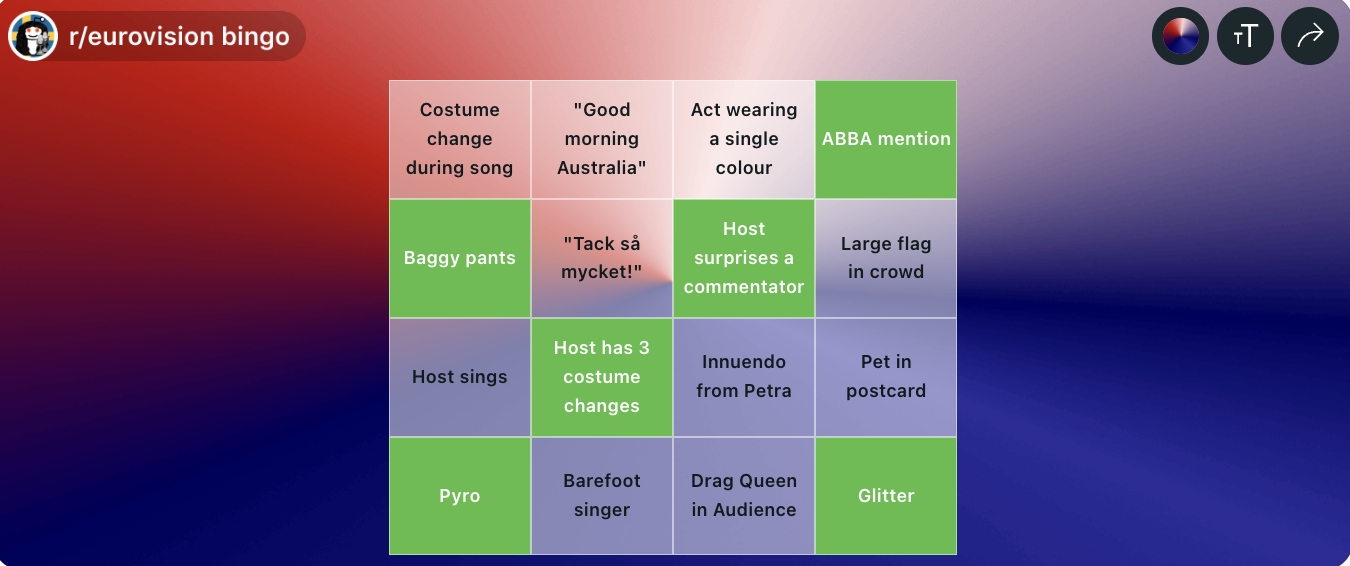 r/eurovision bingo
TT
Costume
change
during song
"Good
morning
Australia"
Act wearing
a single
colour
ABBA mention
Baggy pants
"Tack så
mycket!"
Host
surprises a
commentator
Large flag
in crowd
Host sings
Host has 3
costume
changes
Innuendo
from Petra
Pet in
postcard
Pyro
Barefoot
singer
Drag Queen
in Audience
Glitter